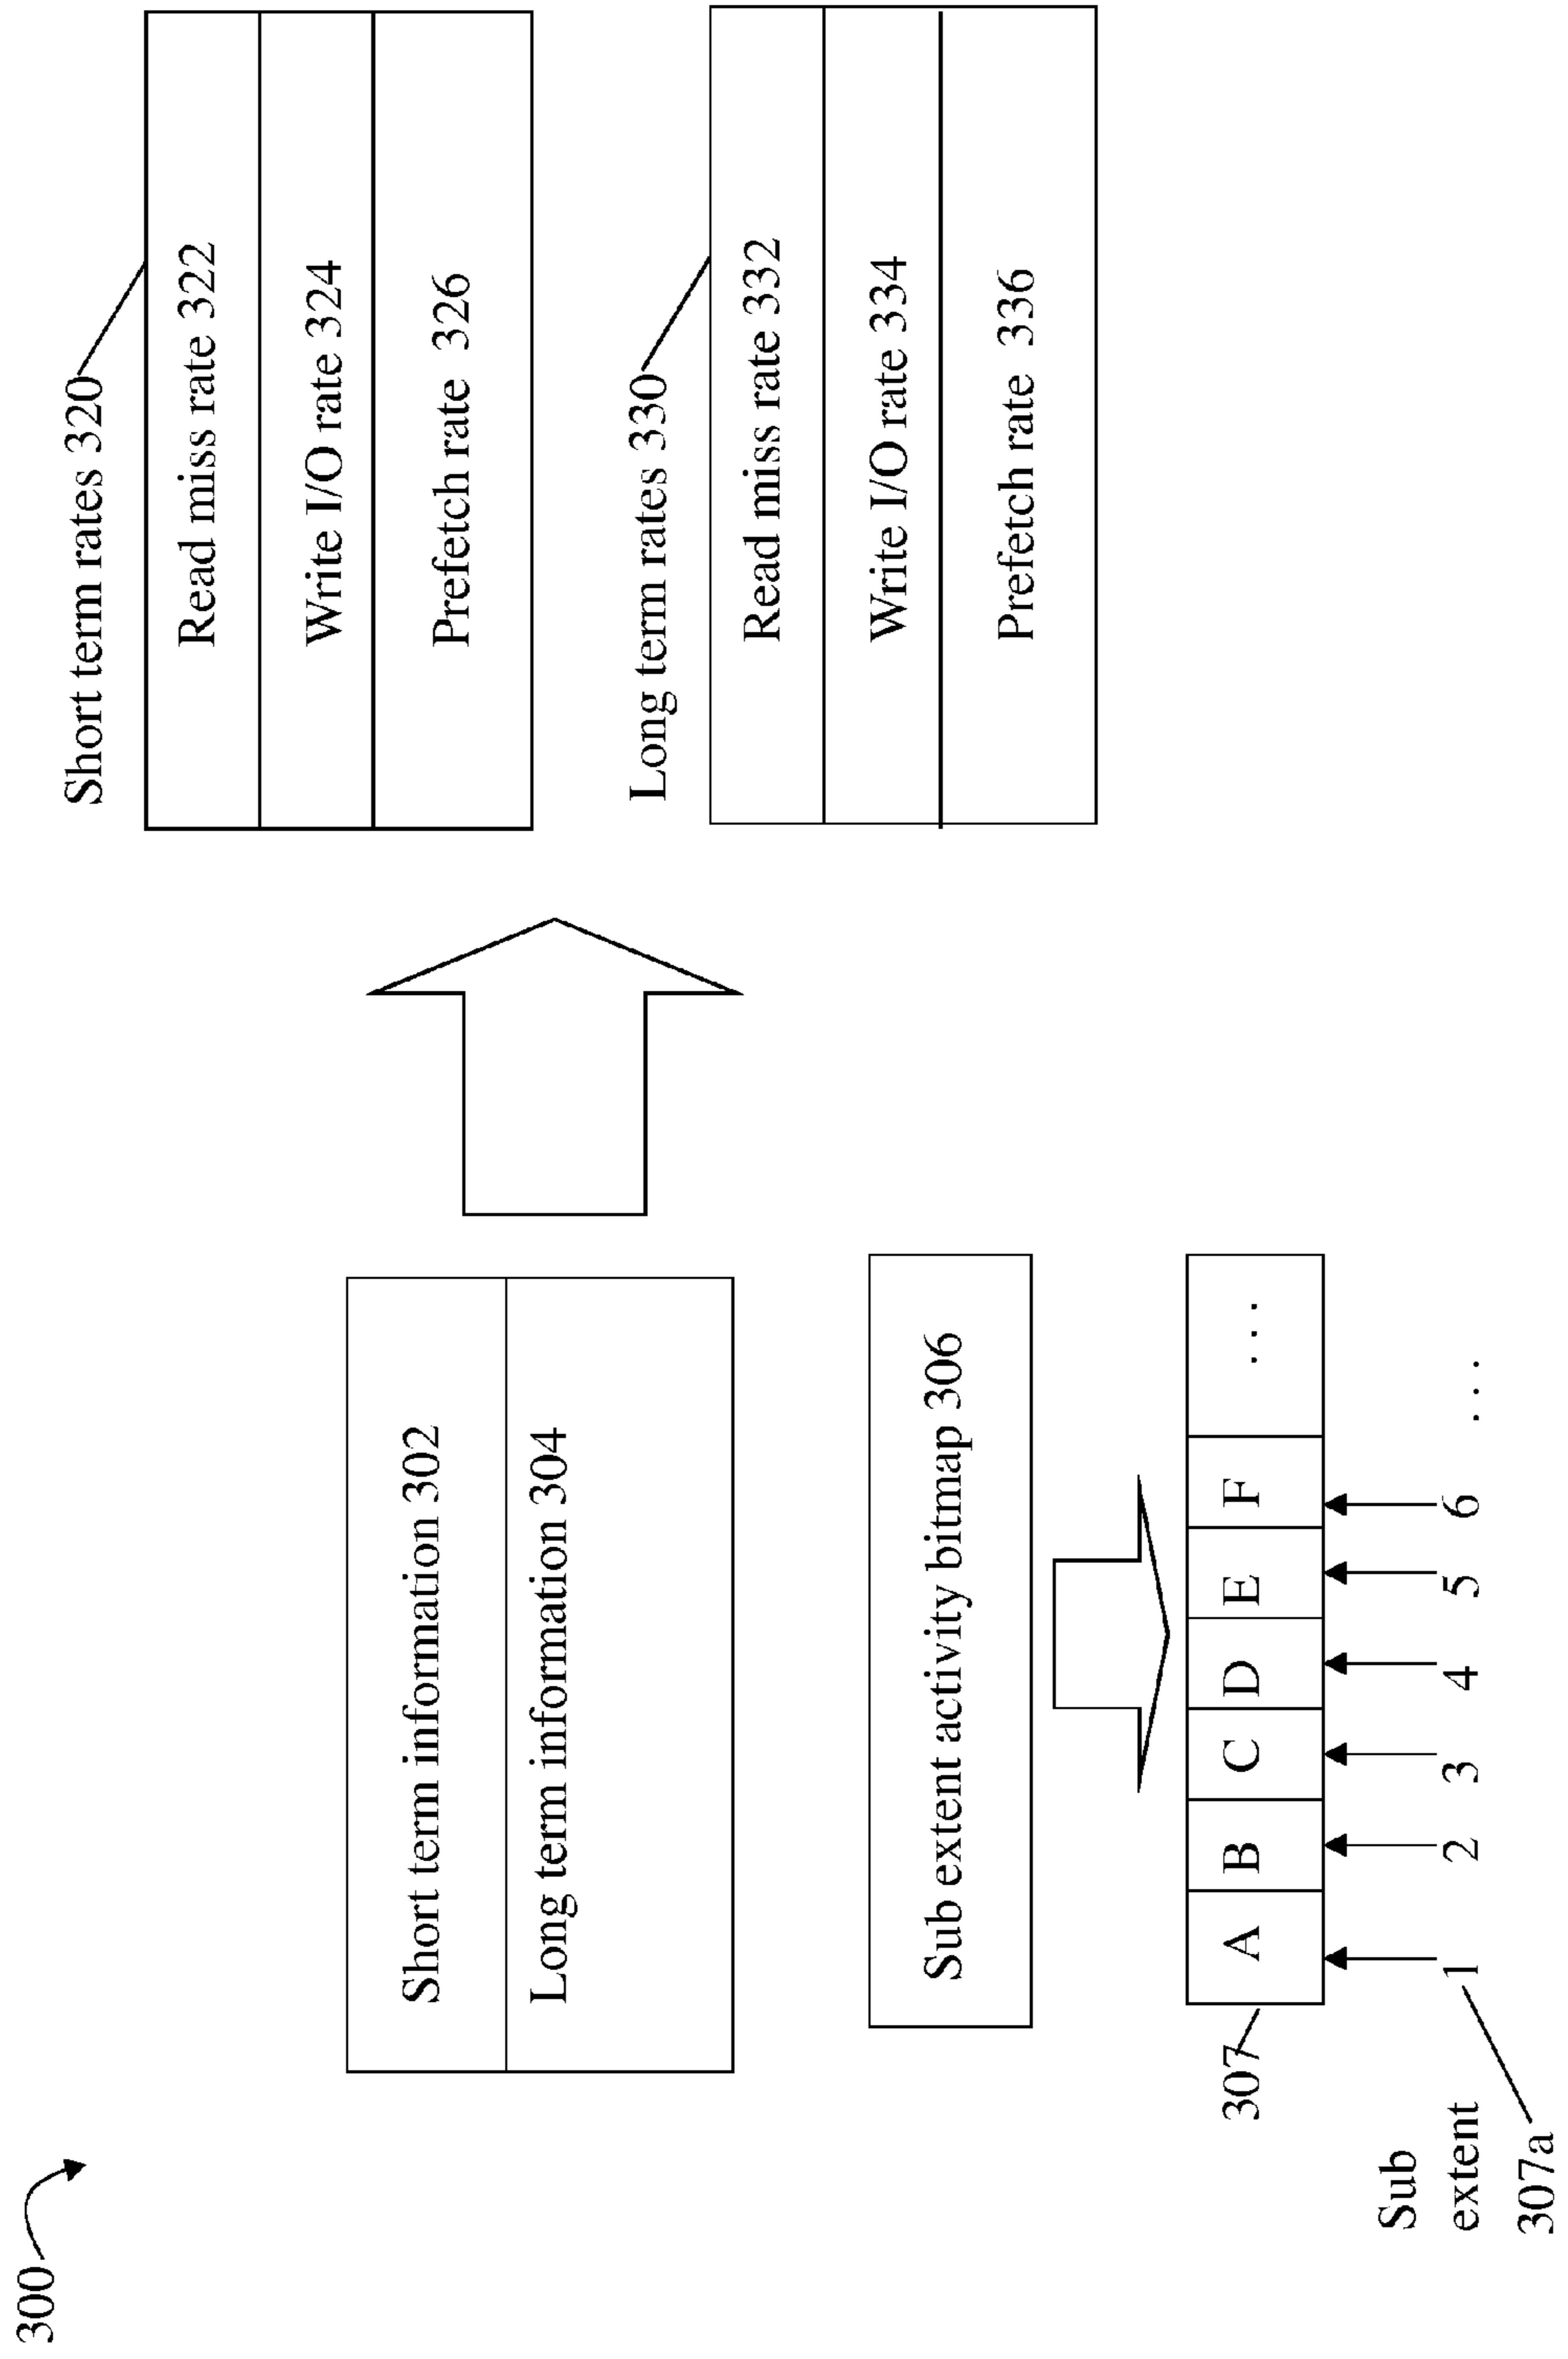 300
Short term rates 320
Read miss rate 322
Write I/O rate 324
Prefetch rate 326
Short term information 302
Long term information 304
Long term rates 330
Read miss rate 332
Write I/O rate 334
Prefetch rate 336
Sub extent activity bitmap 306
307 A B C D E F ...
Sub
extent 1 2 3 4 5 6 ...
307a